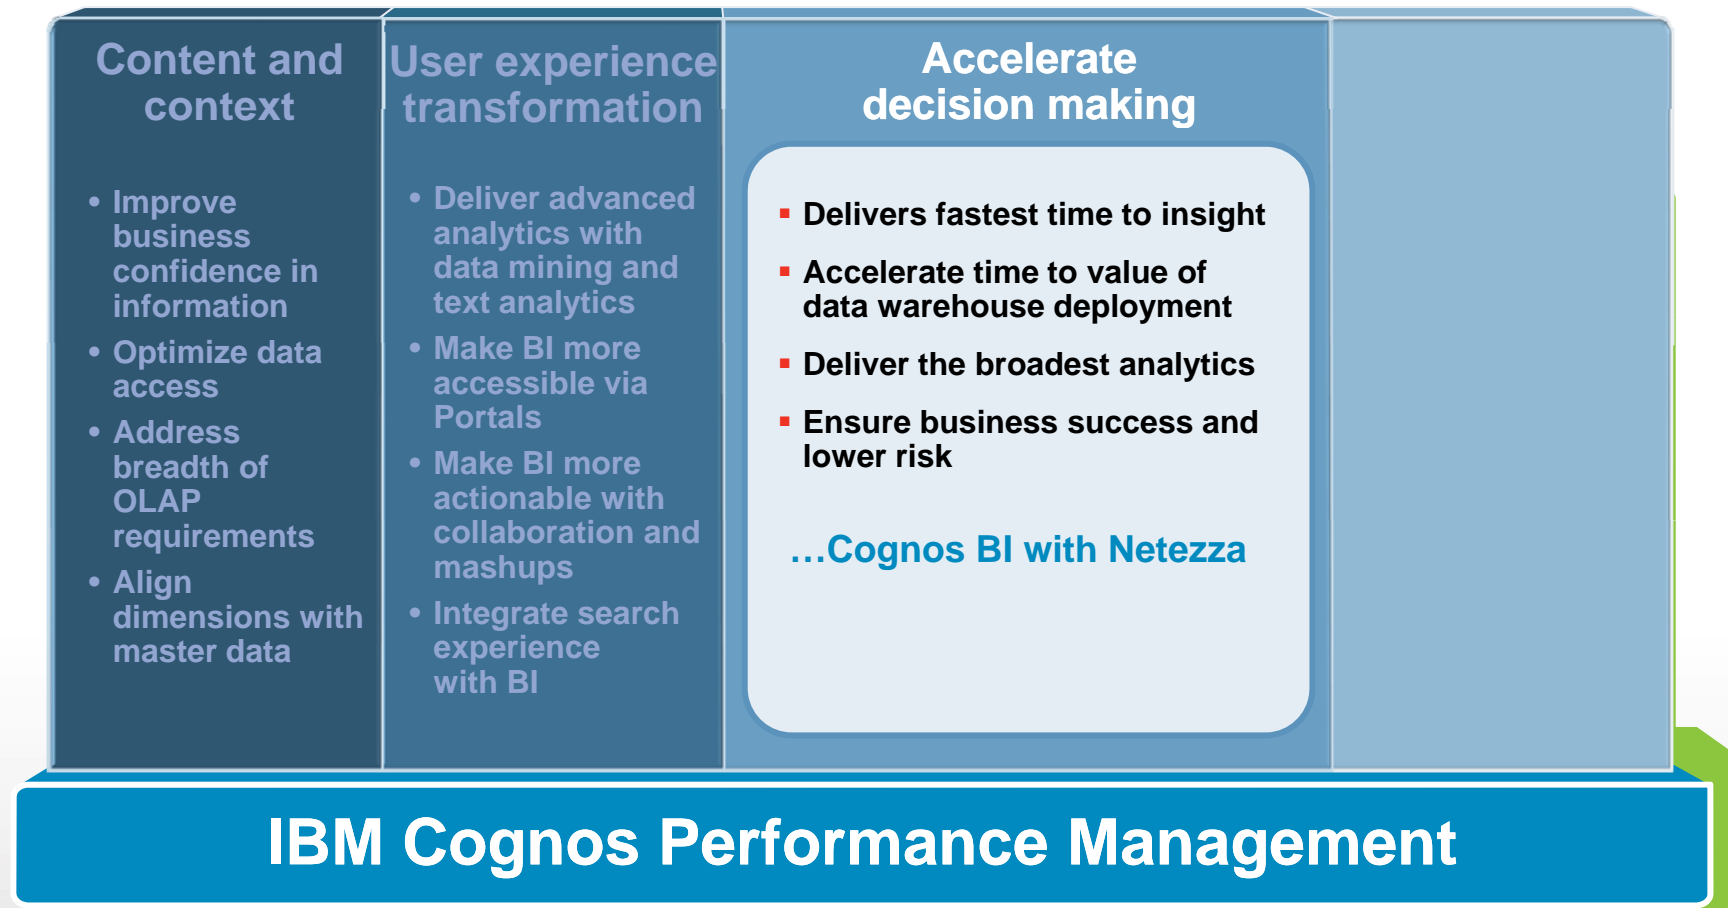 Content and
context
• Improve
business
confidence in
information
• Optimize data
access
• Address
breadth of
OLAP
requirements
• Align
dimensions with
master data
User experience
transformation
• Deliver advanced
analytics with
data mining and
text analytics
• Make BI more
accessible via
Portals
• Make BI more
actionable with
collaboration and
mashups
• Integrate search
experience
with BI
Accelerate
decision making
▪ Delivers fastest time to insight
▪ Accelerate time to value of
data warehouse deployment
▪ Deliver the broadest analytics
▪ Ensure business success and
lower risk
…Cognos BI with Netezza
IBM Cognos Performance Management